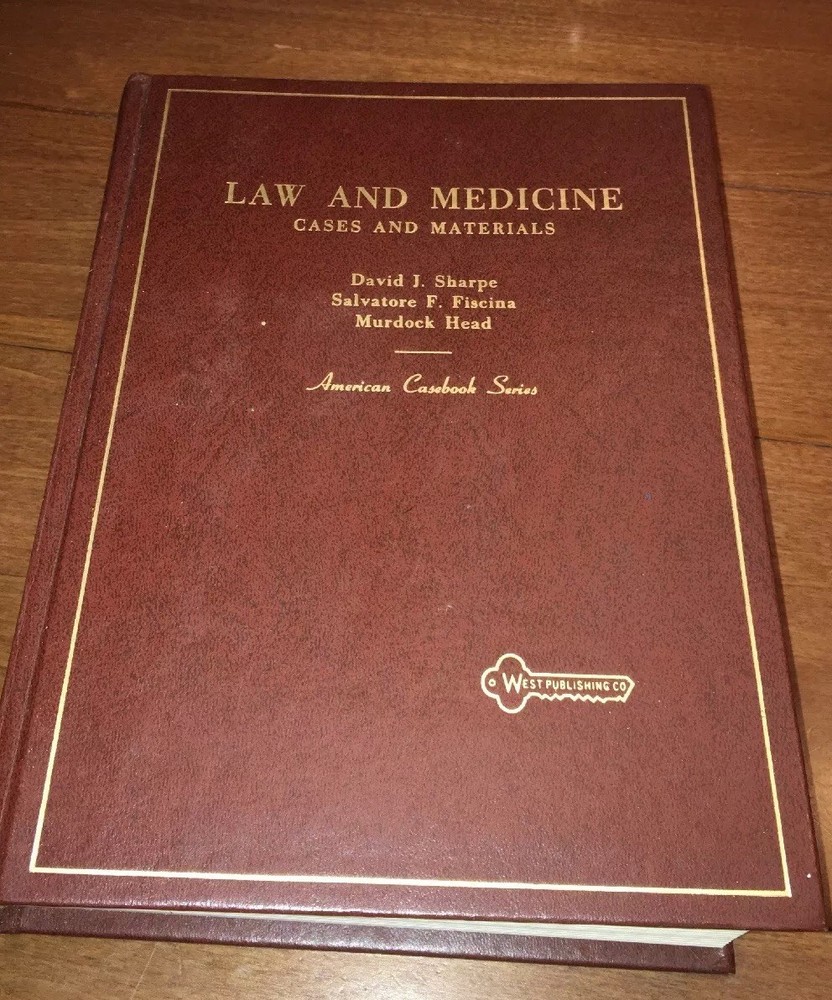 LAW AND MEDICINE
CASES AND MATERIALS
David J. Sharpe
Salvatore F. Fiscina
Murdock Head
American Casebook Series
WEST PUBLISHING CO